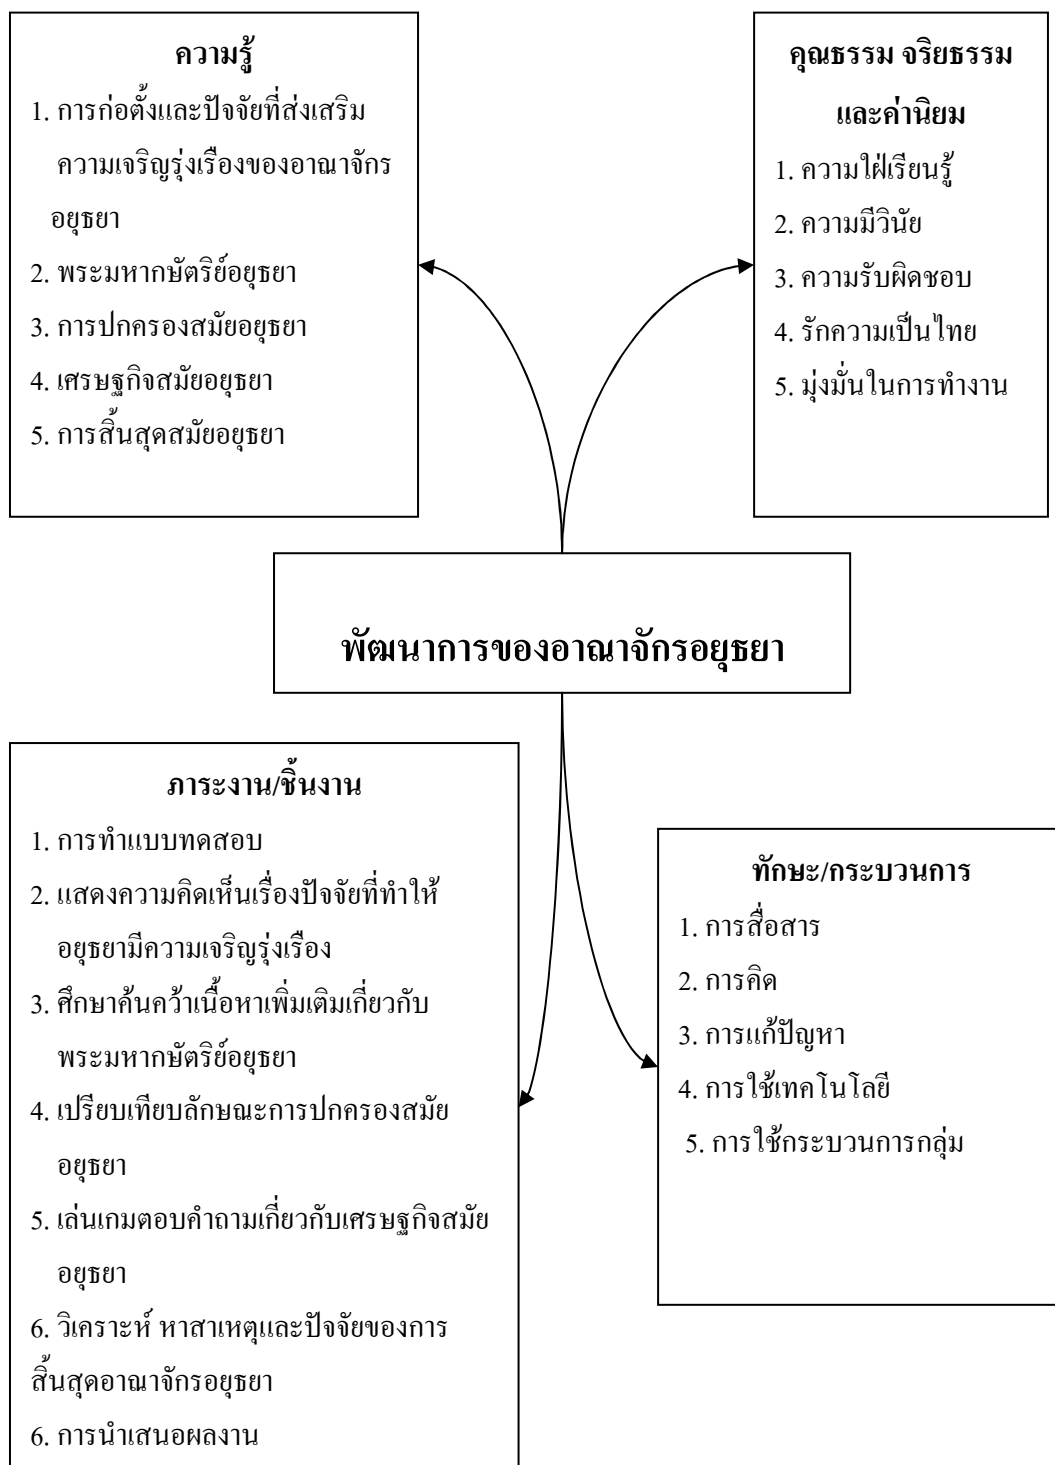 ความรู้
1. การก่อตั้งและปัจจัยที่ส่งเสริม
ความเจริญรุ่งเรืองของอาณาจักร
อยุธยา
2. พระมหากษัตริย์อยุธยา
3. การปกครองสมัยอยุธยา
4. เศรษฐกิจสมัยอยุธยา
5. การสิ้นสุดสมัยอยุธยา
คุณธรรม จริยธรรม
และค่านิยม
1. ความใฝ่เรียนรู้
2. ความมีวินัย
3. ความรับผิดชอบ
4. รักความเป็นไทย
5. มุ่งมั่นในการทำงาน
พัฒนาการของอาณาจักรอยุธยา
ภาระงาน/ชิ้นงาน
1. การทำแบบทดสอบ
2. แสดงความคิดเห็นเรื่องปัจจัยที่ทำให้
อยุธยามีความเจริญรุ่งเรือง
3. ศึกษาค้นคว้าเนื้อหาเพิ่มเติมเกี่ยวกับ
พระมหากษัตริย์อยุธยา
4. เปรียบเทียบลักษณะการปกครองสมัย
อยุธยา
5. เล่นเกมตอบคำถามเกี่ยวกับเศรษฐกิจสมัย
อยุธยา
6. วิเคราะห์ หาสาเหตุและปัจจัยของการ
สิ้นสุดอาณาจักรอยุธยา
6. การนำเสนอผลงาน
ทักษะ/กระบวนการ
1. การสื่อสาร
2. การคิด
3. การแก้ปัญหา
4. การใช้เทคโนโลยี
5. การใช้กระบวนการกลุ่ม